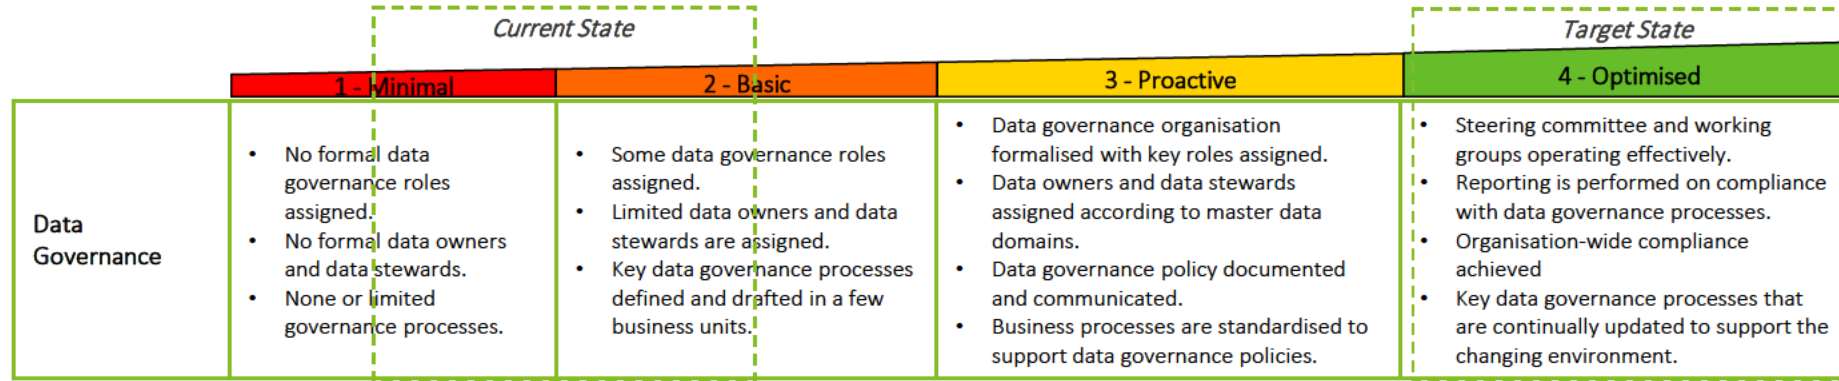 Current State
Target State
1 - Minimal
2 - Basic
3 - Proactive
4 - Optimised
Data
Governance
• No formal data
governance roles
assigned.
• No formal data owners
and data stewards.
• None or limited
governance processes.
• Some data governance roles
assigned.
• Limited data owners and data
stewards are assigned.
• Key data governance processes
defined and drafted in a few
business units.
• Data governance organisation
formalised with key roles assigned.
• Data owners and data stewards
assigned according to master data
domains.
• Data governance policy documented
and communicated.
• Business processes are standardised to
support data governance policies.
• Steering committee and working
groups operating effectively.
• Reporting is performed on compliance
with data governance processes.
• Organisation-wide compliance
achieved
• Key data governance processes that
are continually updated to support the
changing environment.